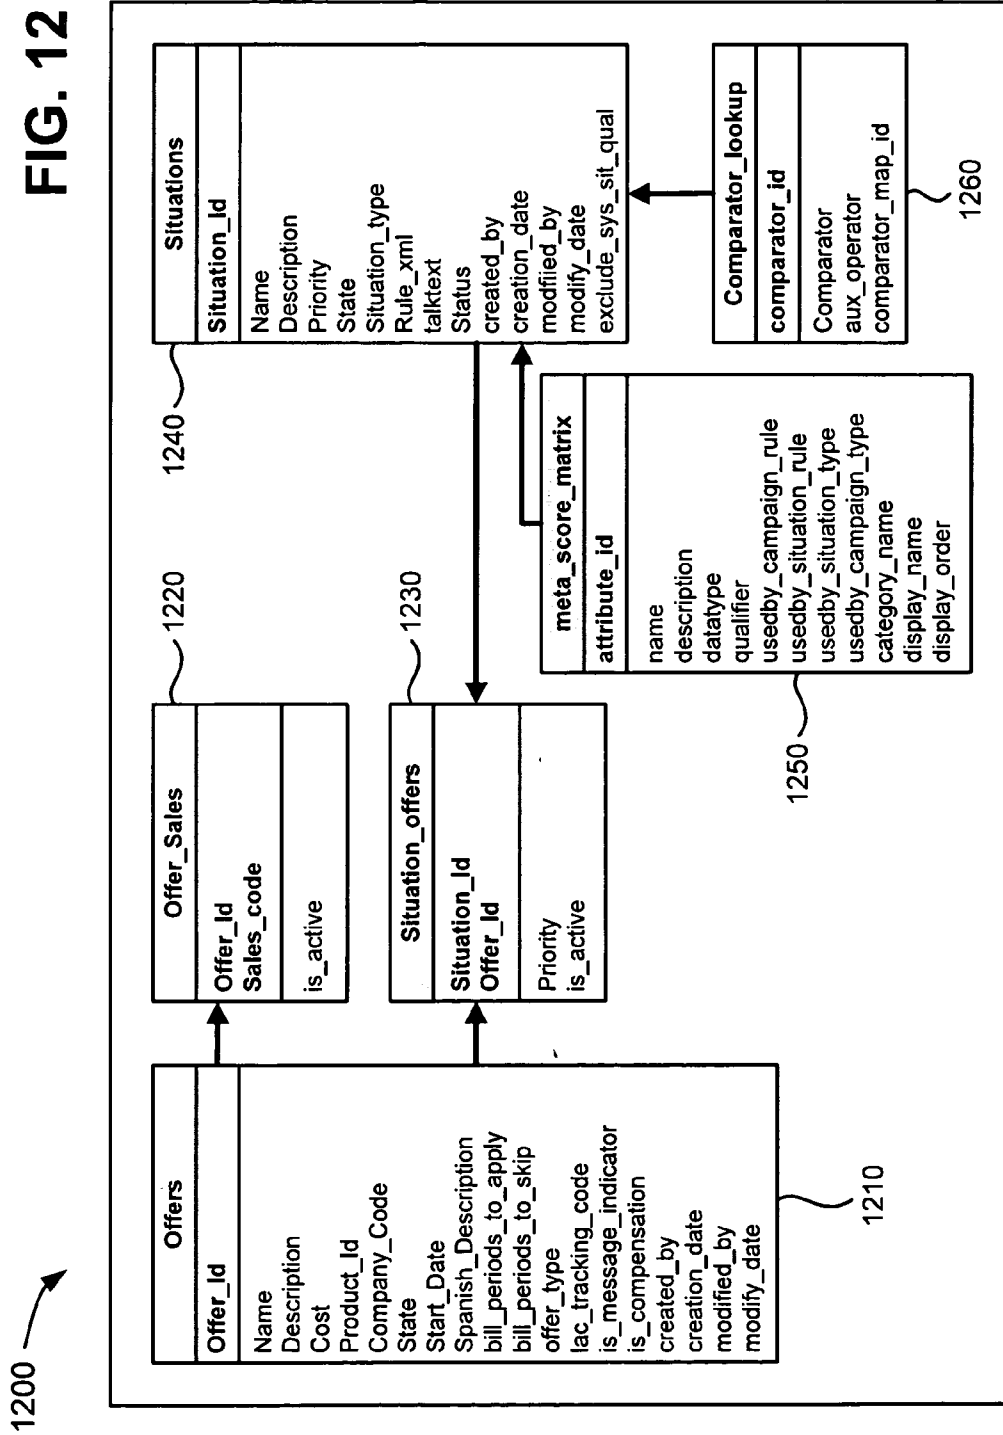 FIG. 12
1200
Offers
Offer_Id
Name
Description
Cost
Product_Id
Company_Code
State
Start_Date
Spanish_Description
bill_periods_to_apply
bill_periods_to_skip
offer_type
lac_tracking_code
is_message_indicator
is_compensation
created_by
creation_date
modified_by
modify_date
1210
Offer_Sales
Offer_Id
Sales_code
is_active
1220
Situation_offers
Situation_Id
Offer_Id
Priority
is_active
1230
Situations
Situation_Id
Name
Description
Priority
State
Situation_type
Rule_xml
talktext
Status
created_by
creation_date
modfiied_by
modify_date
exclude_sys_sit_qual
1240
meta_score_matrix
attribute_id
name
description
datatype
qualifier
usedby_campaign_rule
usedby_situation_rule
usedby_situation_type
usedby_campaign_type
category_name
display_name
display_order
1250
Comparator_lookup
comparator_id
Comparator
aux_operator
comparator_map_id
1260